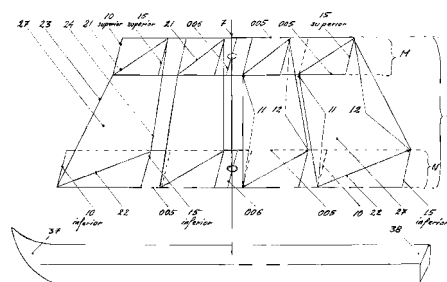 10 15 15
27 23 24 21 superior superior 21 006 7 005 005 superior
14
11 12 11 12
10 22 005 15 006 005 10 22 27 15
inferior inferior inferior
37 38